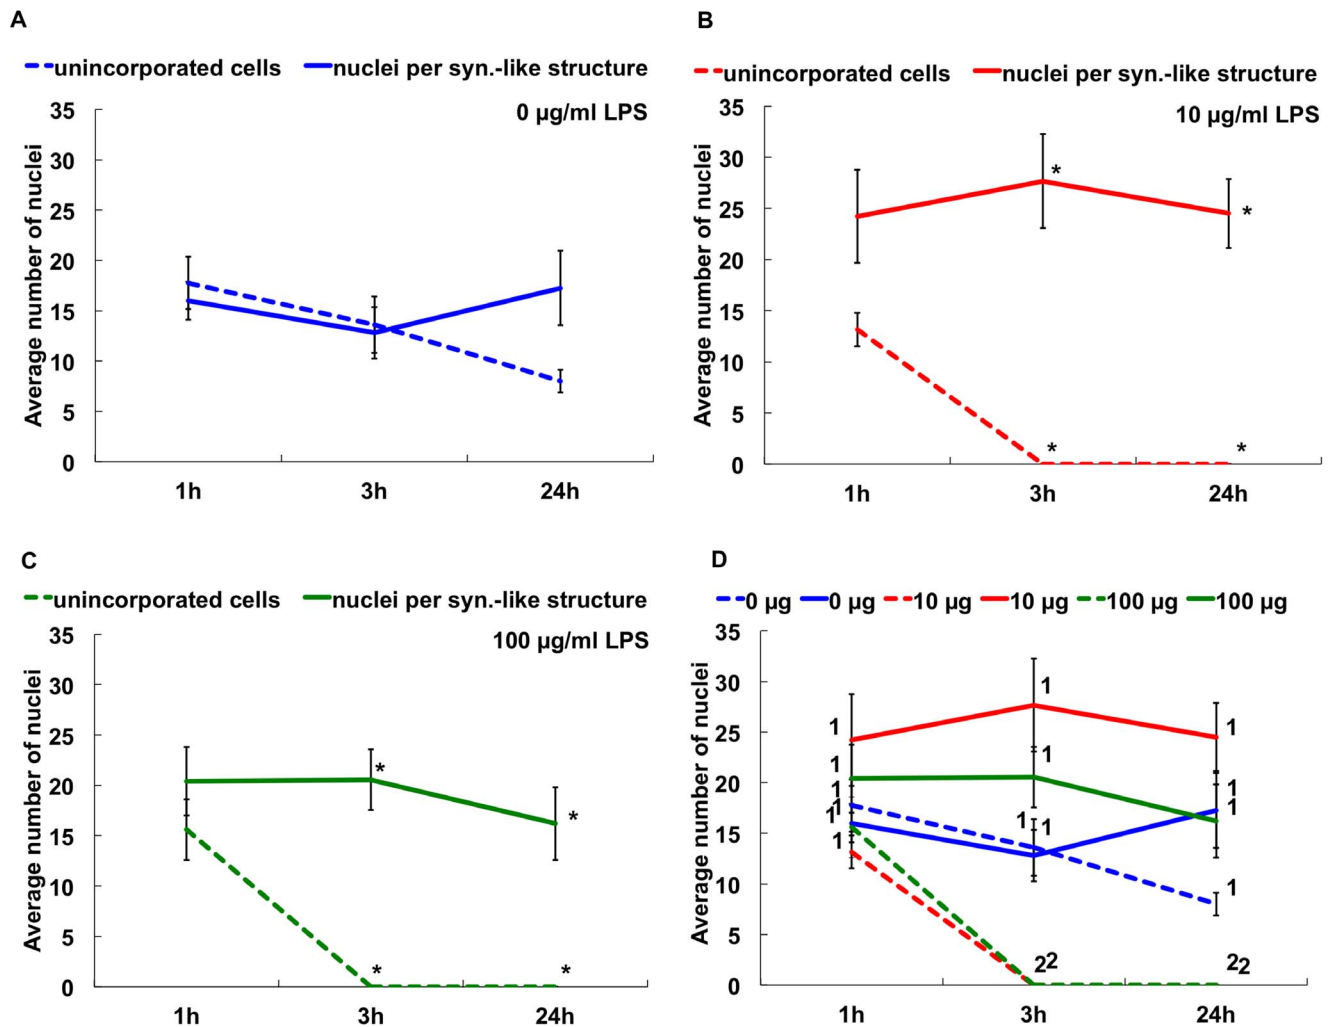 A
unincorporated cells nuclei per syn.-like structure
0 µg/ml LPS
Average number of nuclei
35
30
25
20
15
10
5
0
1h 3h 24h
B
unincorporated cells nuclei per syn.-like structure
10 µg/ml LPS
Average number of nuclei
35
30
25
20
15
10
5
0
*
*
*
*
1h 3h 24h
C
unincorporated cells nuclei per syn.-like structure
100 µg/ml LPS
Average number of nuclei
35
30
25
20
15
10
5
0
*
*
*
*
1h 3h 24h
D
0 µg 0 µg 10 µg 10 µg 100 µg 100 µg
Average number of nuclei
35
30
25
20
15
10
5
0
1
1 1
1 1
1 1
1 1
1 1 1
1
1
22 22
1h 3h 24h